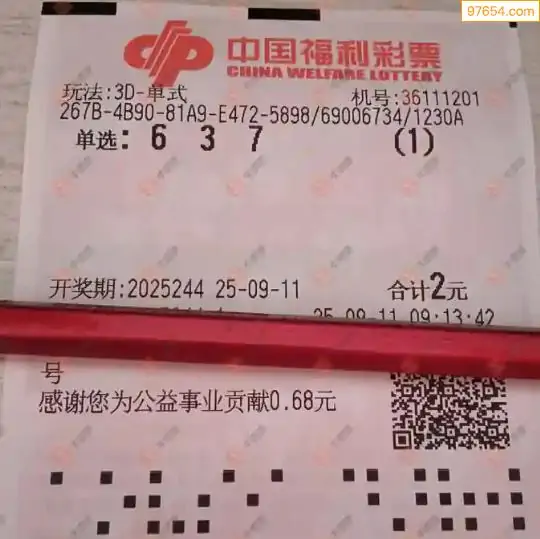 97654.com
中国福利彩票
CHINA WELFARE LOTTERY
玩法:3D-单式 机号:36111201
267B-4B90-81A9-E472-5898/69006734/1230A
单选: 6 3 7 (1)
开奖期:2025244 25-09-11 合计2元
25-09-11 09:13:42
号
感谢您为公益事业贡献0.68元